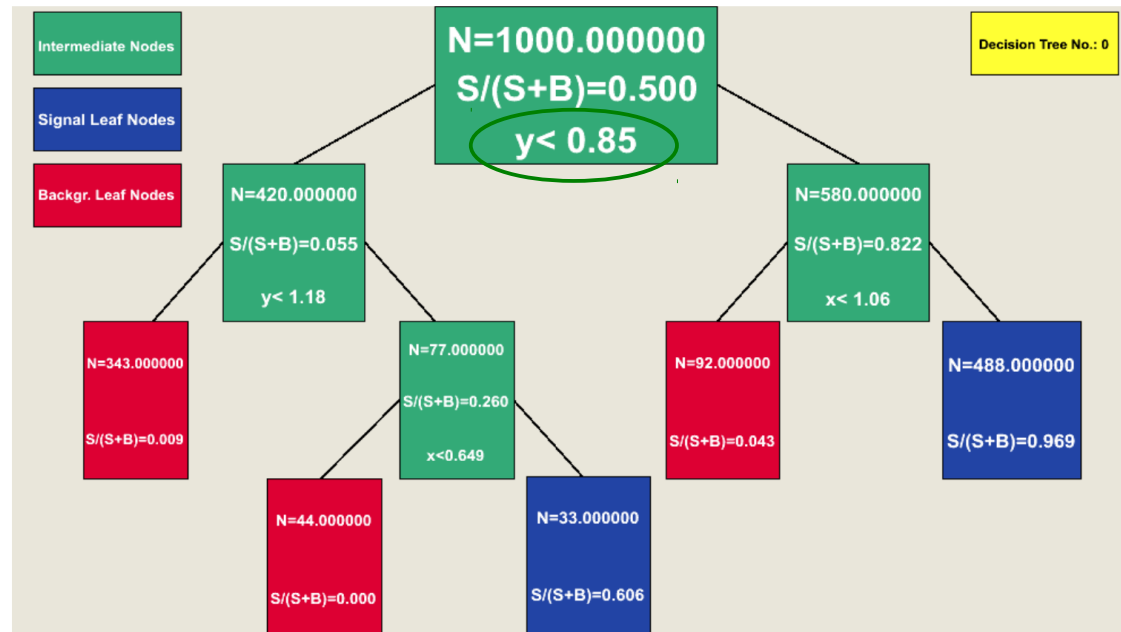 Intermediate Nodes
Signal Leaf Nodes
Backgr. Leaf Nodes
N=1000.000000
S/(S+B)=0.500
y< 0.85
Decision Tree No.: 0
N=420.000000
S/(S+B)=0.055
y< 1.18
N=580.000000
S/(S+B)=0.822
x< 1.06
N=343.000000
S/(S+B)=0.009
N=77.000000
S/(S+B)=0.260
x<0.649
N=92.000000
S/(S+B)=0.043
N=488.000000
S/(S+B)=0.969
N=44.000000
S/(S+B)=0.000
N=33.000000
S/(S+B)=0.606